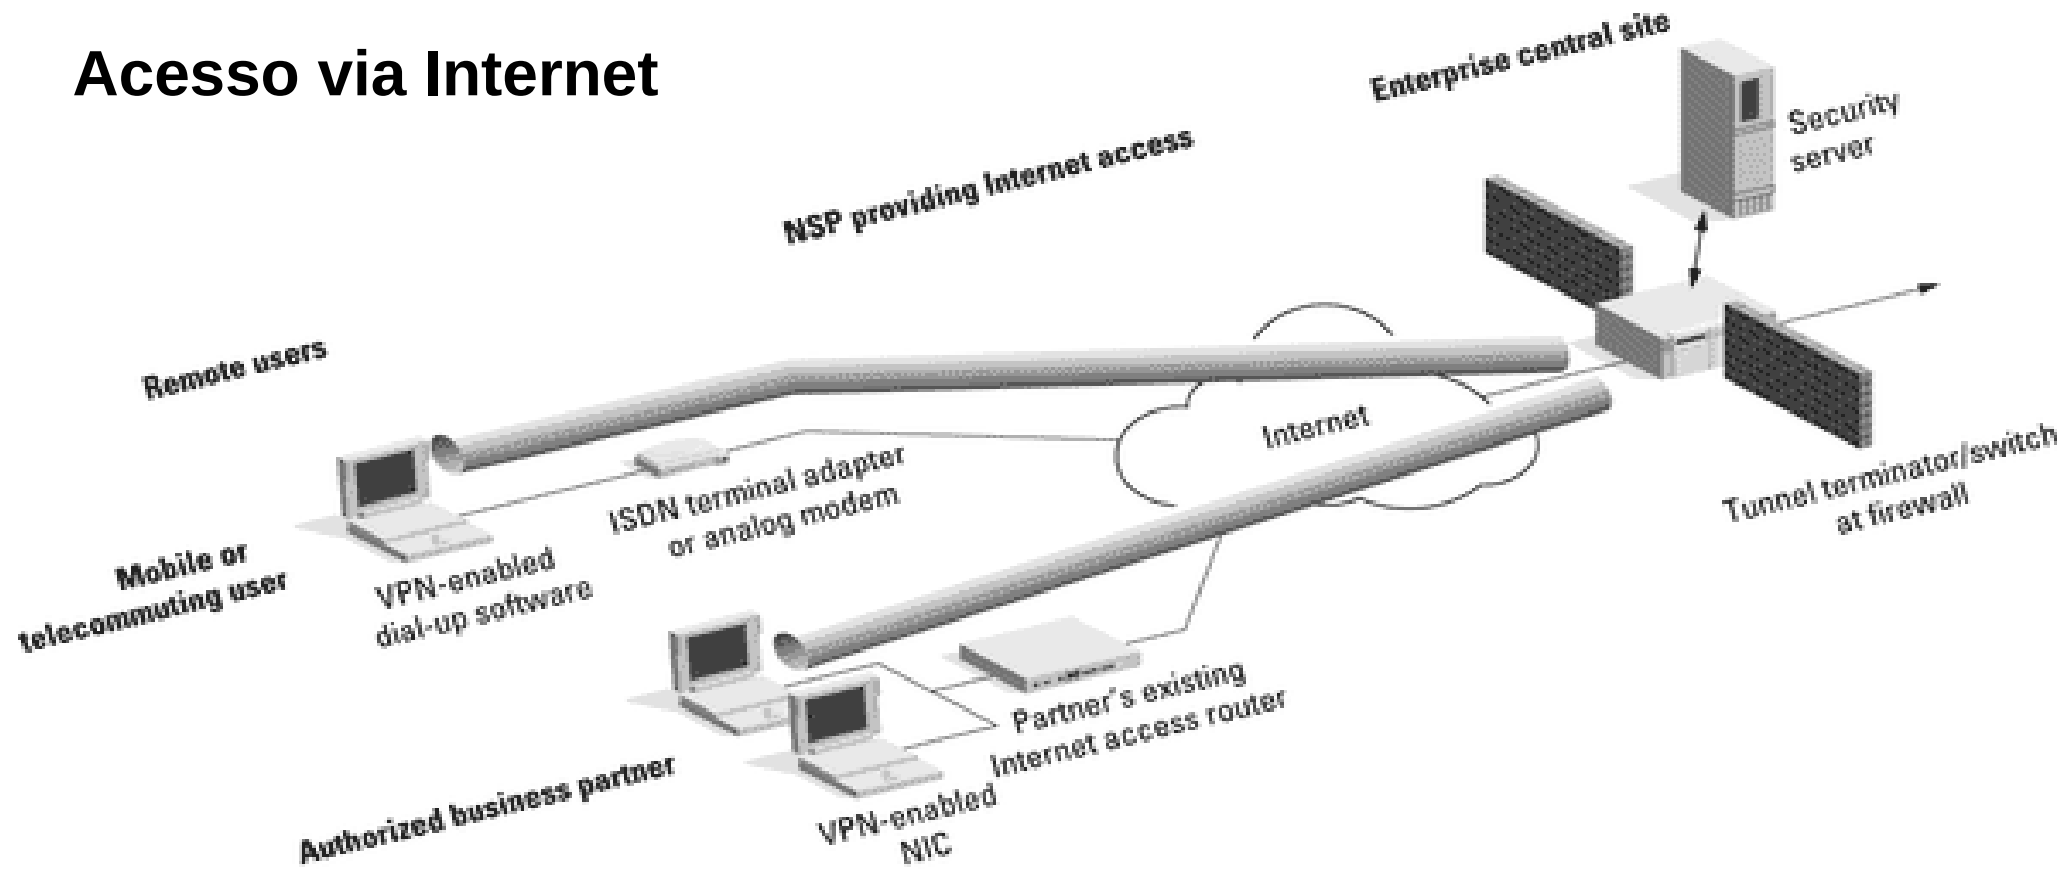 Acesso via Internet
Enterprise central site
Security
server
NSP providing Internet access
Remote users
Internet
Tunnel terminator/switch
at firewall
ISDN terminal adapter
or analog modem
Mobile or
telecommuting user
VPN-enabled
dial-up software
Partner's existing
Internet access router
Authorized business partner
VPN-enabled
NIC